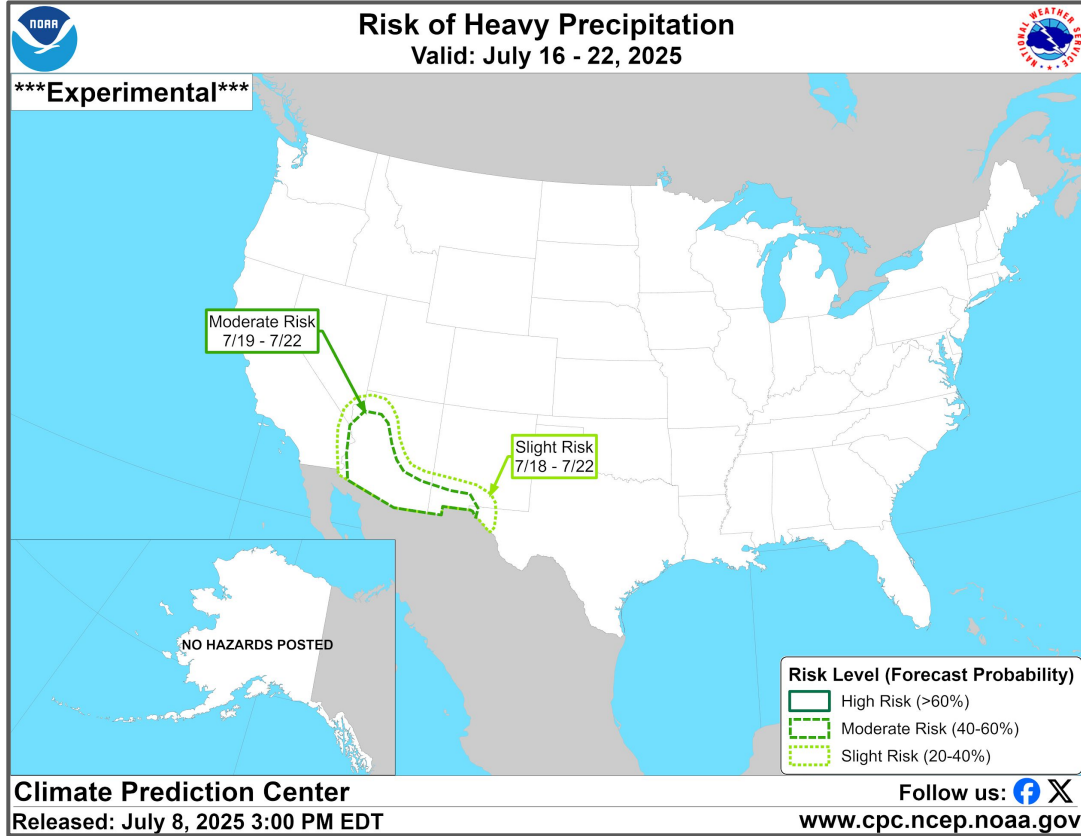 NOAA
Risk of Heavy Precipitation
Valid: July 16 - 22, 2025
NATIONAL WEATHER SERVICE
***Experimental***
Moderate Risk
7/19 - 7/22
Slight Risk
7/18 - 7/22
NO HAZARDS POSTED
Risk Level (Forecast Probability)
High Risk (>60%)
Moderate Risk (40-60%)
Slight Risk (20-40%)
Climate Prediction Center
Follow us:
Released: July 8, 2025 3:00 PM EDT
www.cpc.ncep.noaa.gov